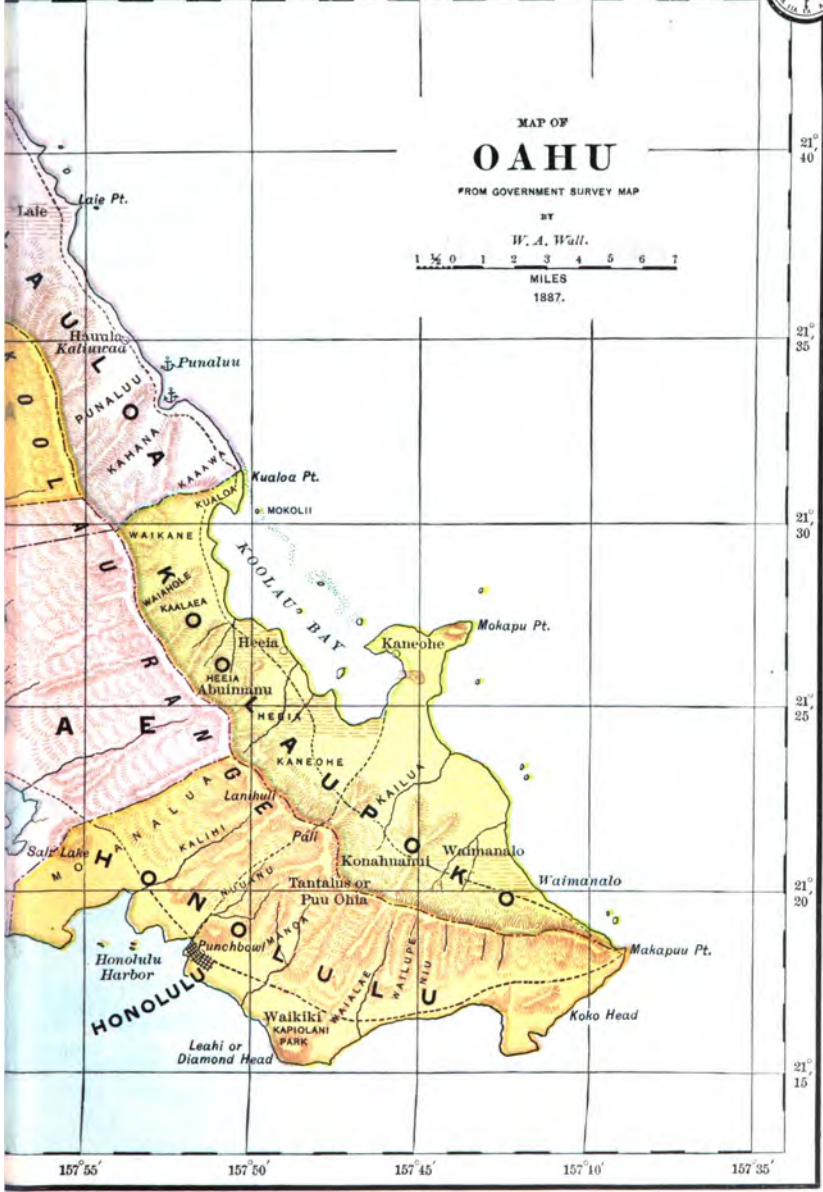 MAP OF
OAHU
FROM GOVERNMENT SURVEY MAP
BY
W. A. Wall.
1 ½ 0 1 2 3 4 5 6 7
MILES
1887.
21° 40'
21° 35'
21° 30'
21° 25'
21° 20'
21° 15'
Laie Pt.
Laie
LAULOA
Hauula
Kaliuwaa
Punaluu
PUNALUU
KAHANA
KAAAWA
KOOLAU RANGE
KUALOA
Kualoa Pt.
MOKOLII
WAIKANE
WAIAHOLE
KAALAEA
KOOLAU BAY
KOOLAUPOKO
Heeia
HEEIA
Abuimanu
HEEIA
Kaneohe
Mokapu Pt.
KANEOHE
KAILUA
A E
MOANALUA
Lanihuli
KALIHI
Pali
Salt Lake
Konahuanui
Waimanalo
Waimanalo
NUUANU
Tantalus or
Puu Ohia
HONOLULU
Punchbowl
MANOA
Honolulu
Harbor
HONOLULU
WAIALAE
WAILUPE
NIU
Makapuu Pt.
Waikiki
KAPIOLANI
PARK
Koko Head
Leahi or
Diamond Head
157°55' 157°50' 157°45' 157°10' 157°35'